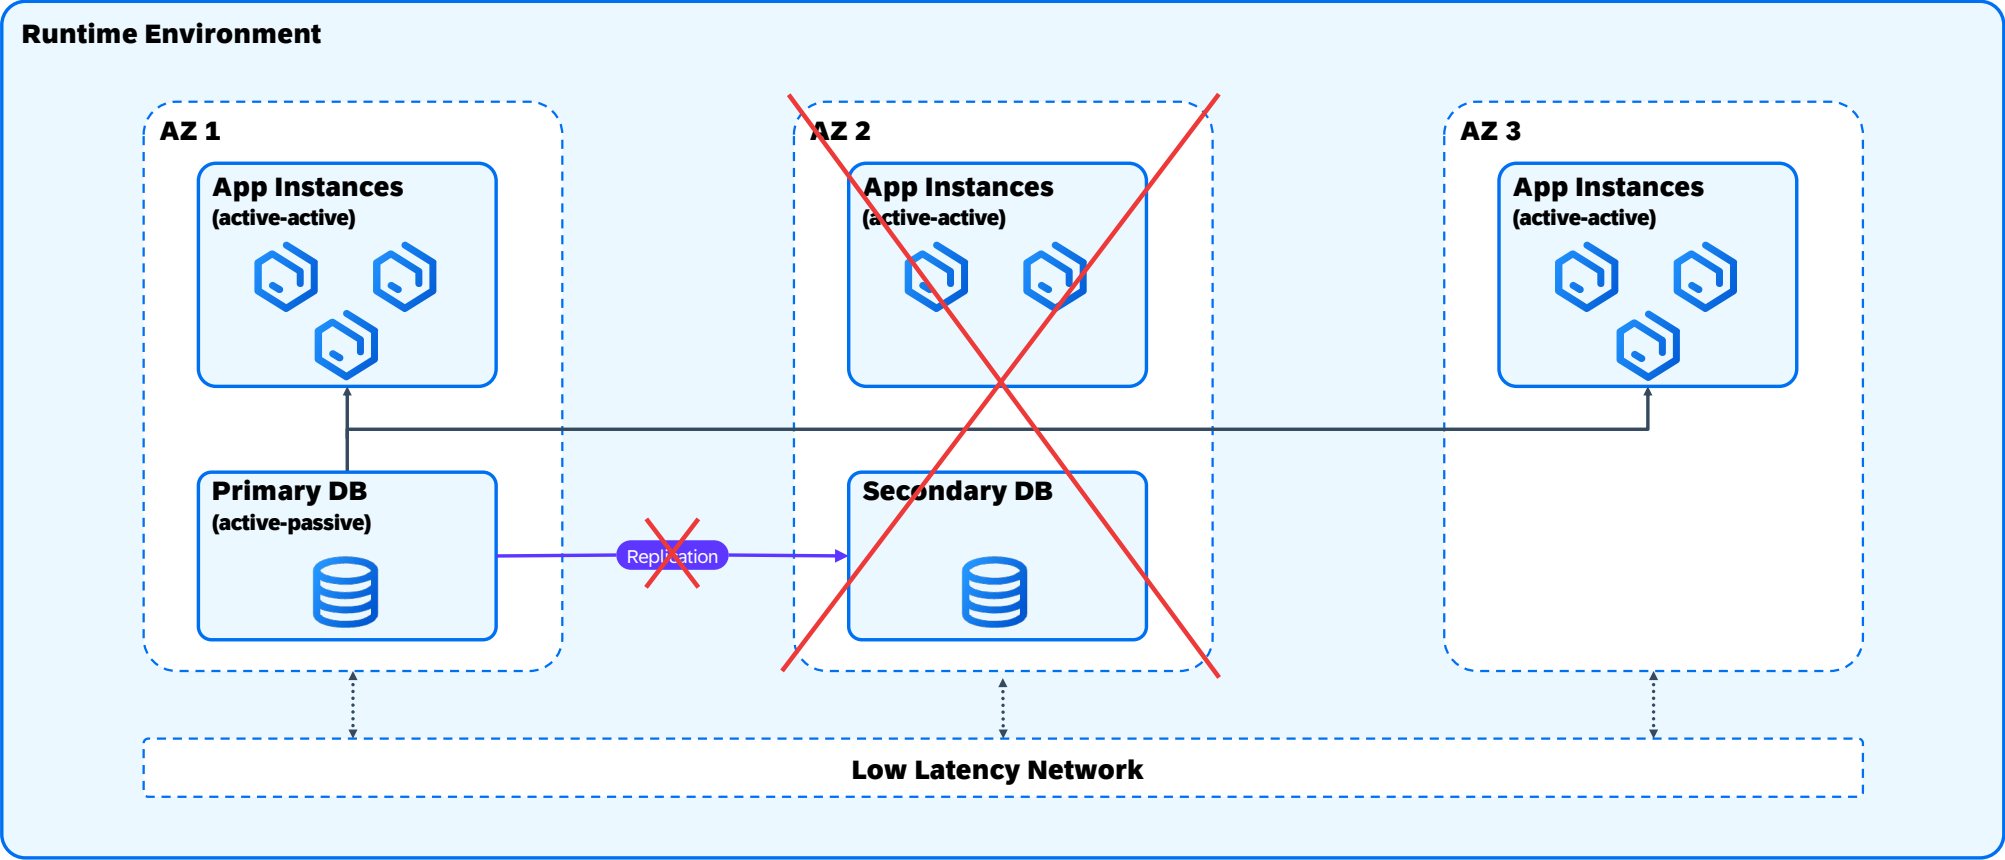 Runtime Environment
AZ 1
App Instances
(active-active)
Primary DB
(active-passive)
Replication
AZ 2
App Instances
(active-active)
Secondary DB
AZ 3
App Instances
(active-active)
Low Latency Network